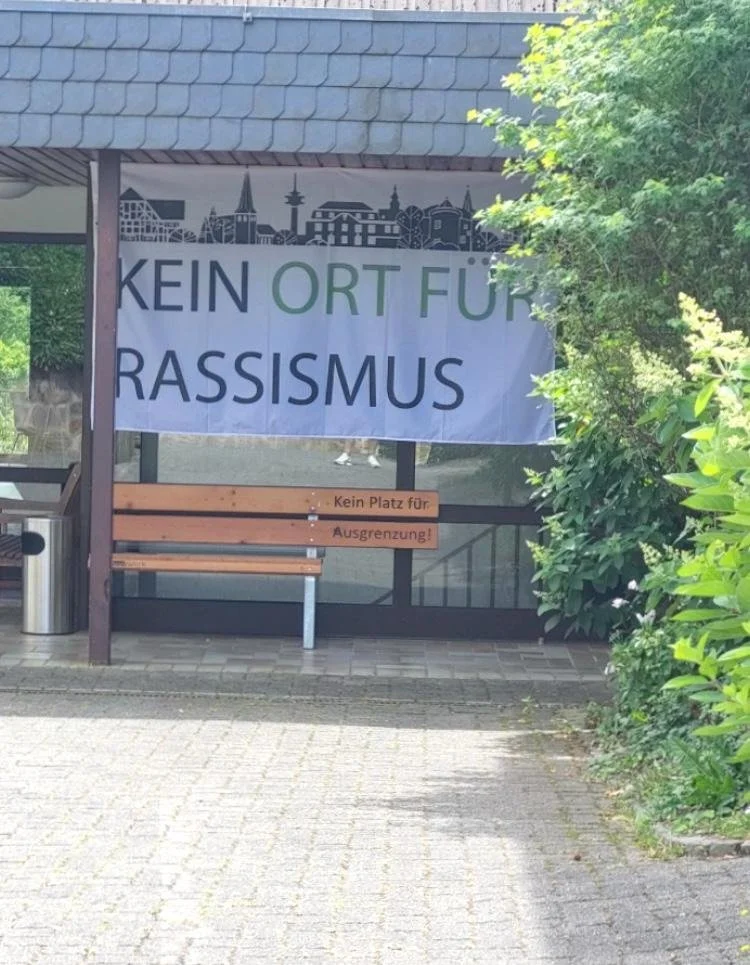 KEIN ORT FÜR
RASSISMUS
Kein Platz für
Ausgrenzung!